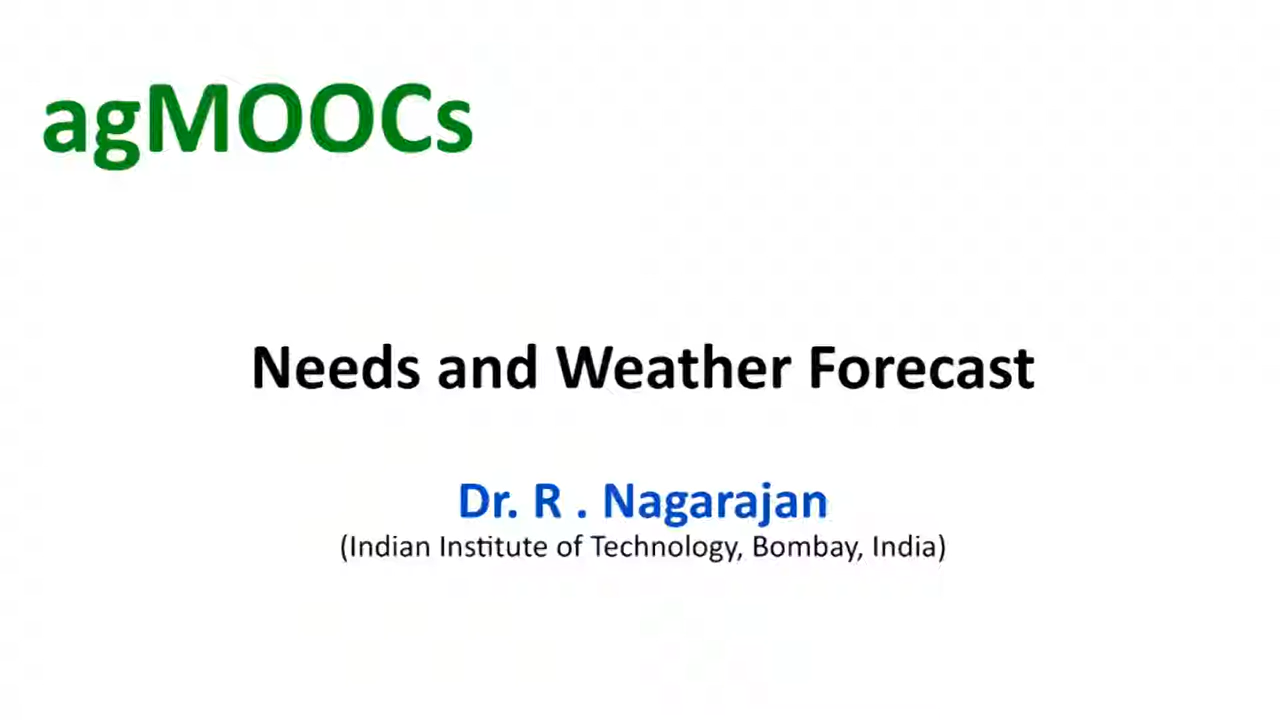 agMOOCs
Needs and Weather Forecast
Dr. R . Nagarajan
(Indian Institute of Technology, Bombay, India)